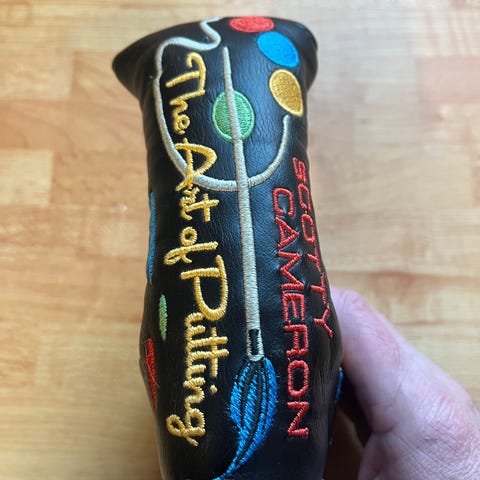 The Art of Putting
SCOTTY
CAMERON